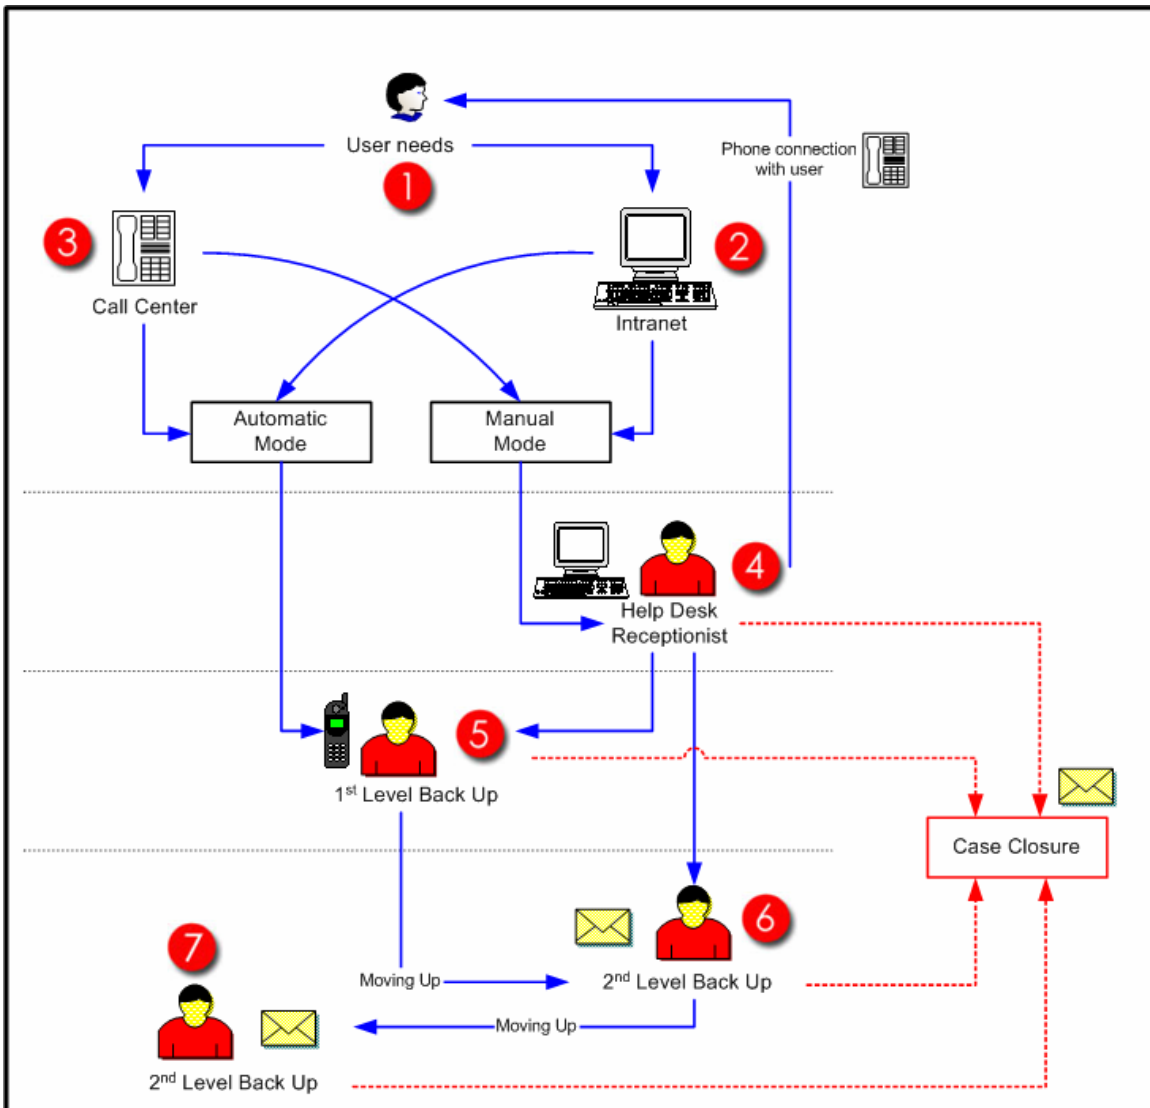 User needs
1
Phone connection
with user
3
2
Call Center
Intranet
Automatic
Mode
Manual
Mode
4
Help Desk
Receptionist
5
1st Level Back Up
Case Closure
6
7
Moving Up
2nd Level Back Up
Moving Up
2nd Level Back Up